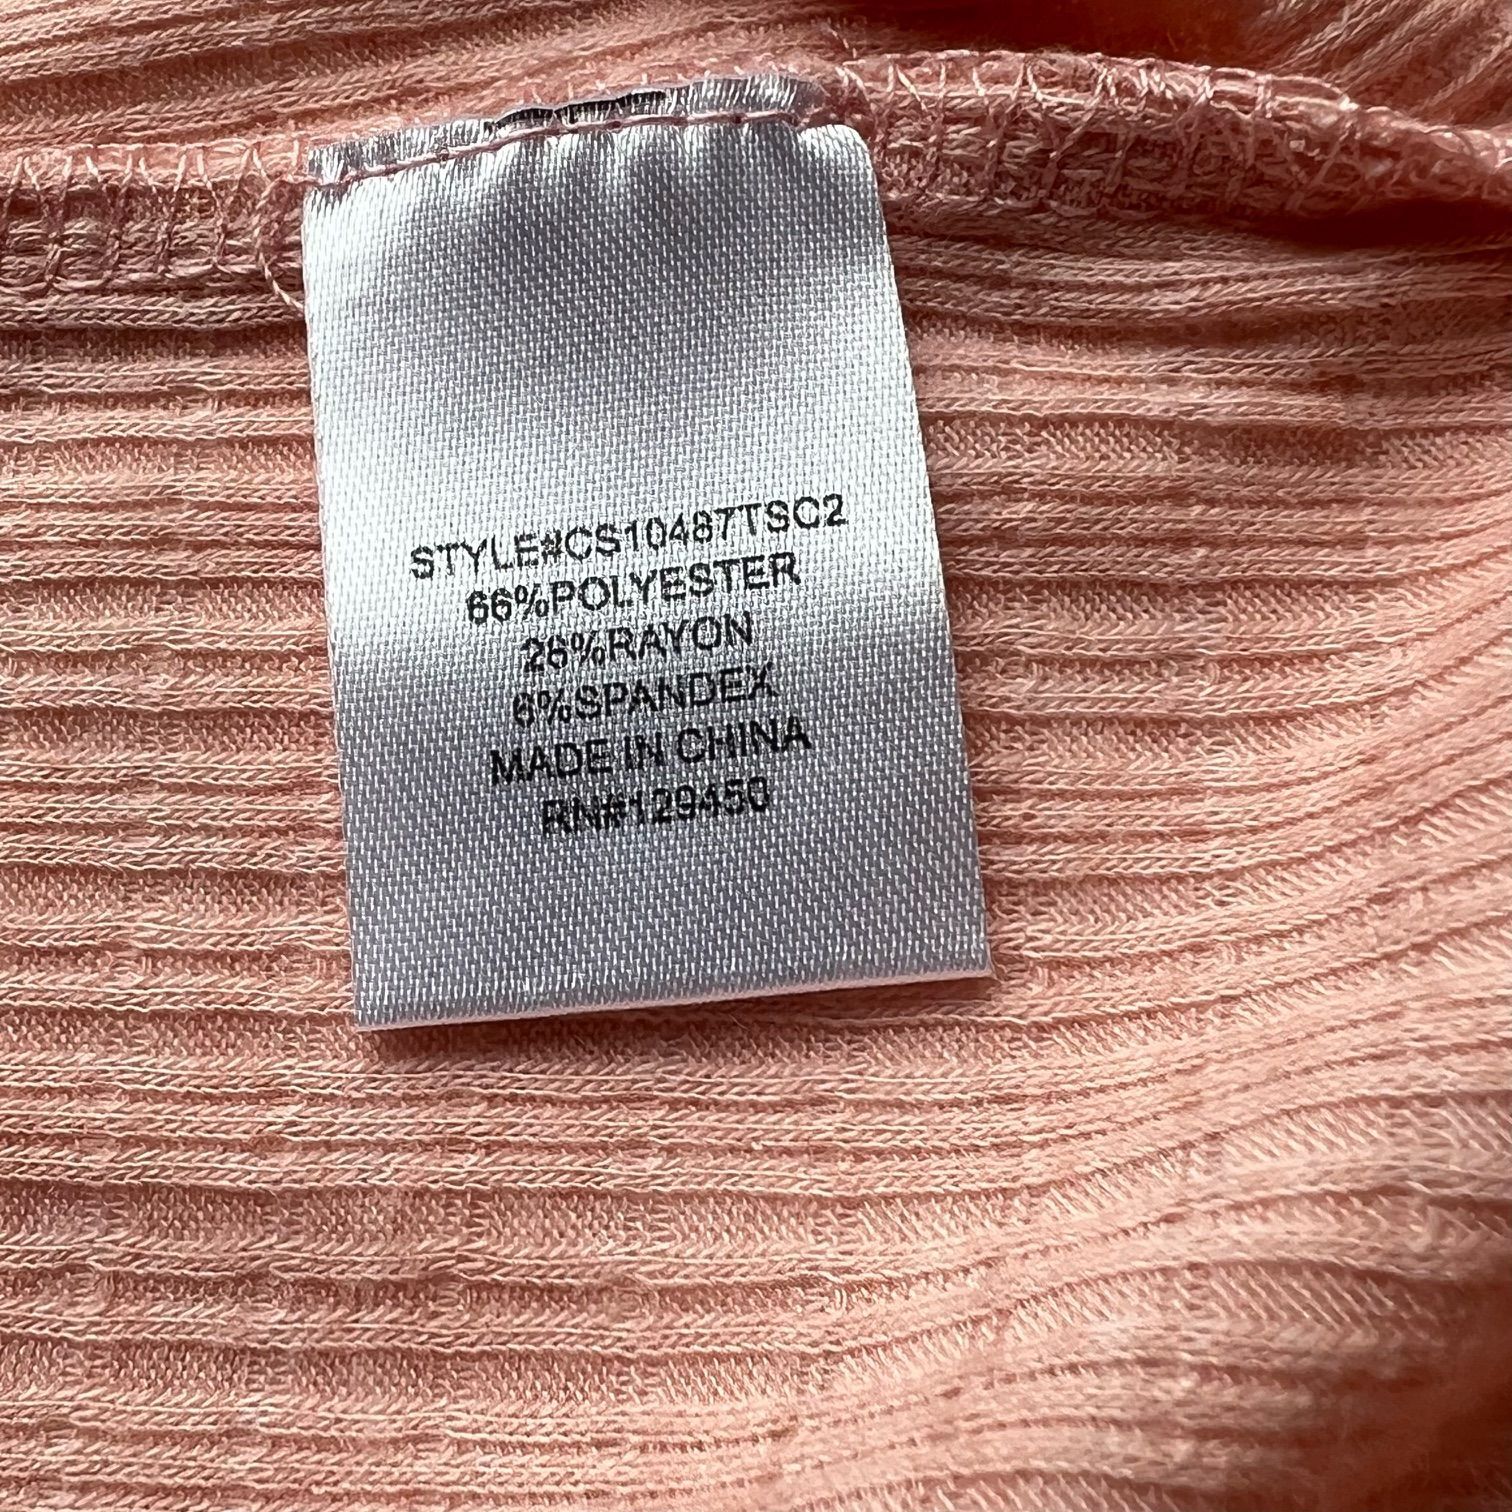 STYLE#CS10487TSC2
66%POLYESTER
28%RAYON
6%SPANDEX
MADE IN CHINA
RN#129450